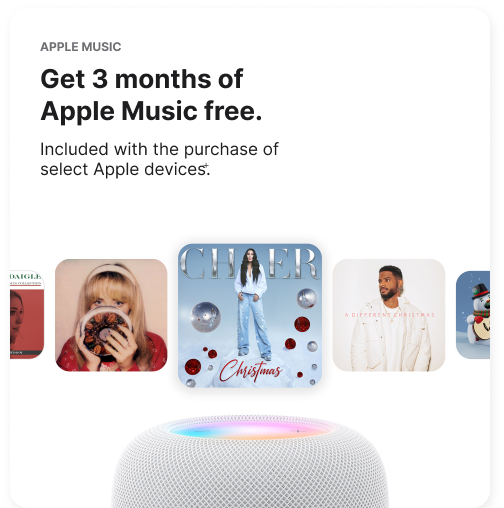 APPLE MUSIC
Get 3 months of
Apple Music free.
Included with the purchase of
select Apple devices⁺.
DAIGLE
CHER
A DIFFERENT CHRISTMAS
Christmas